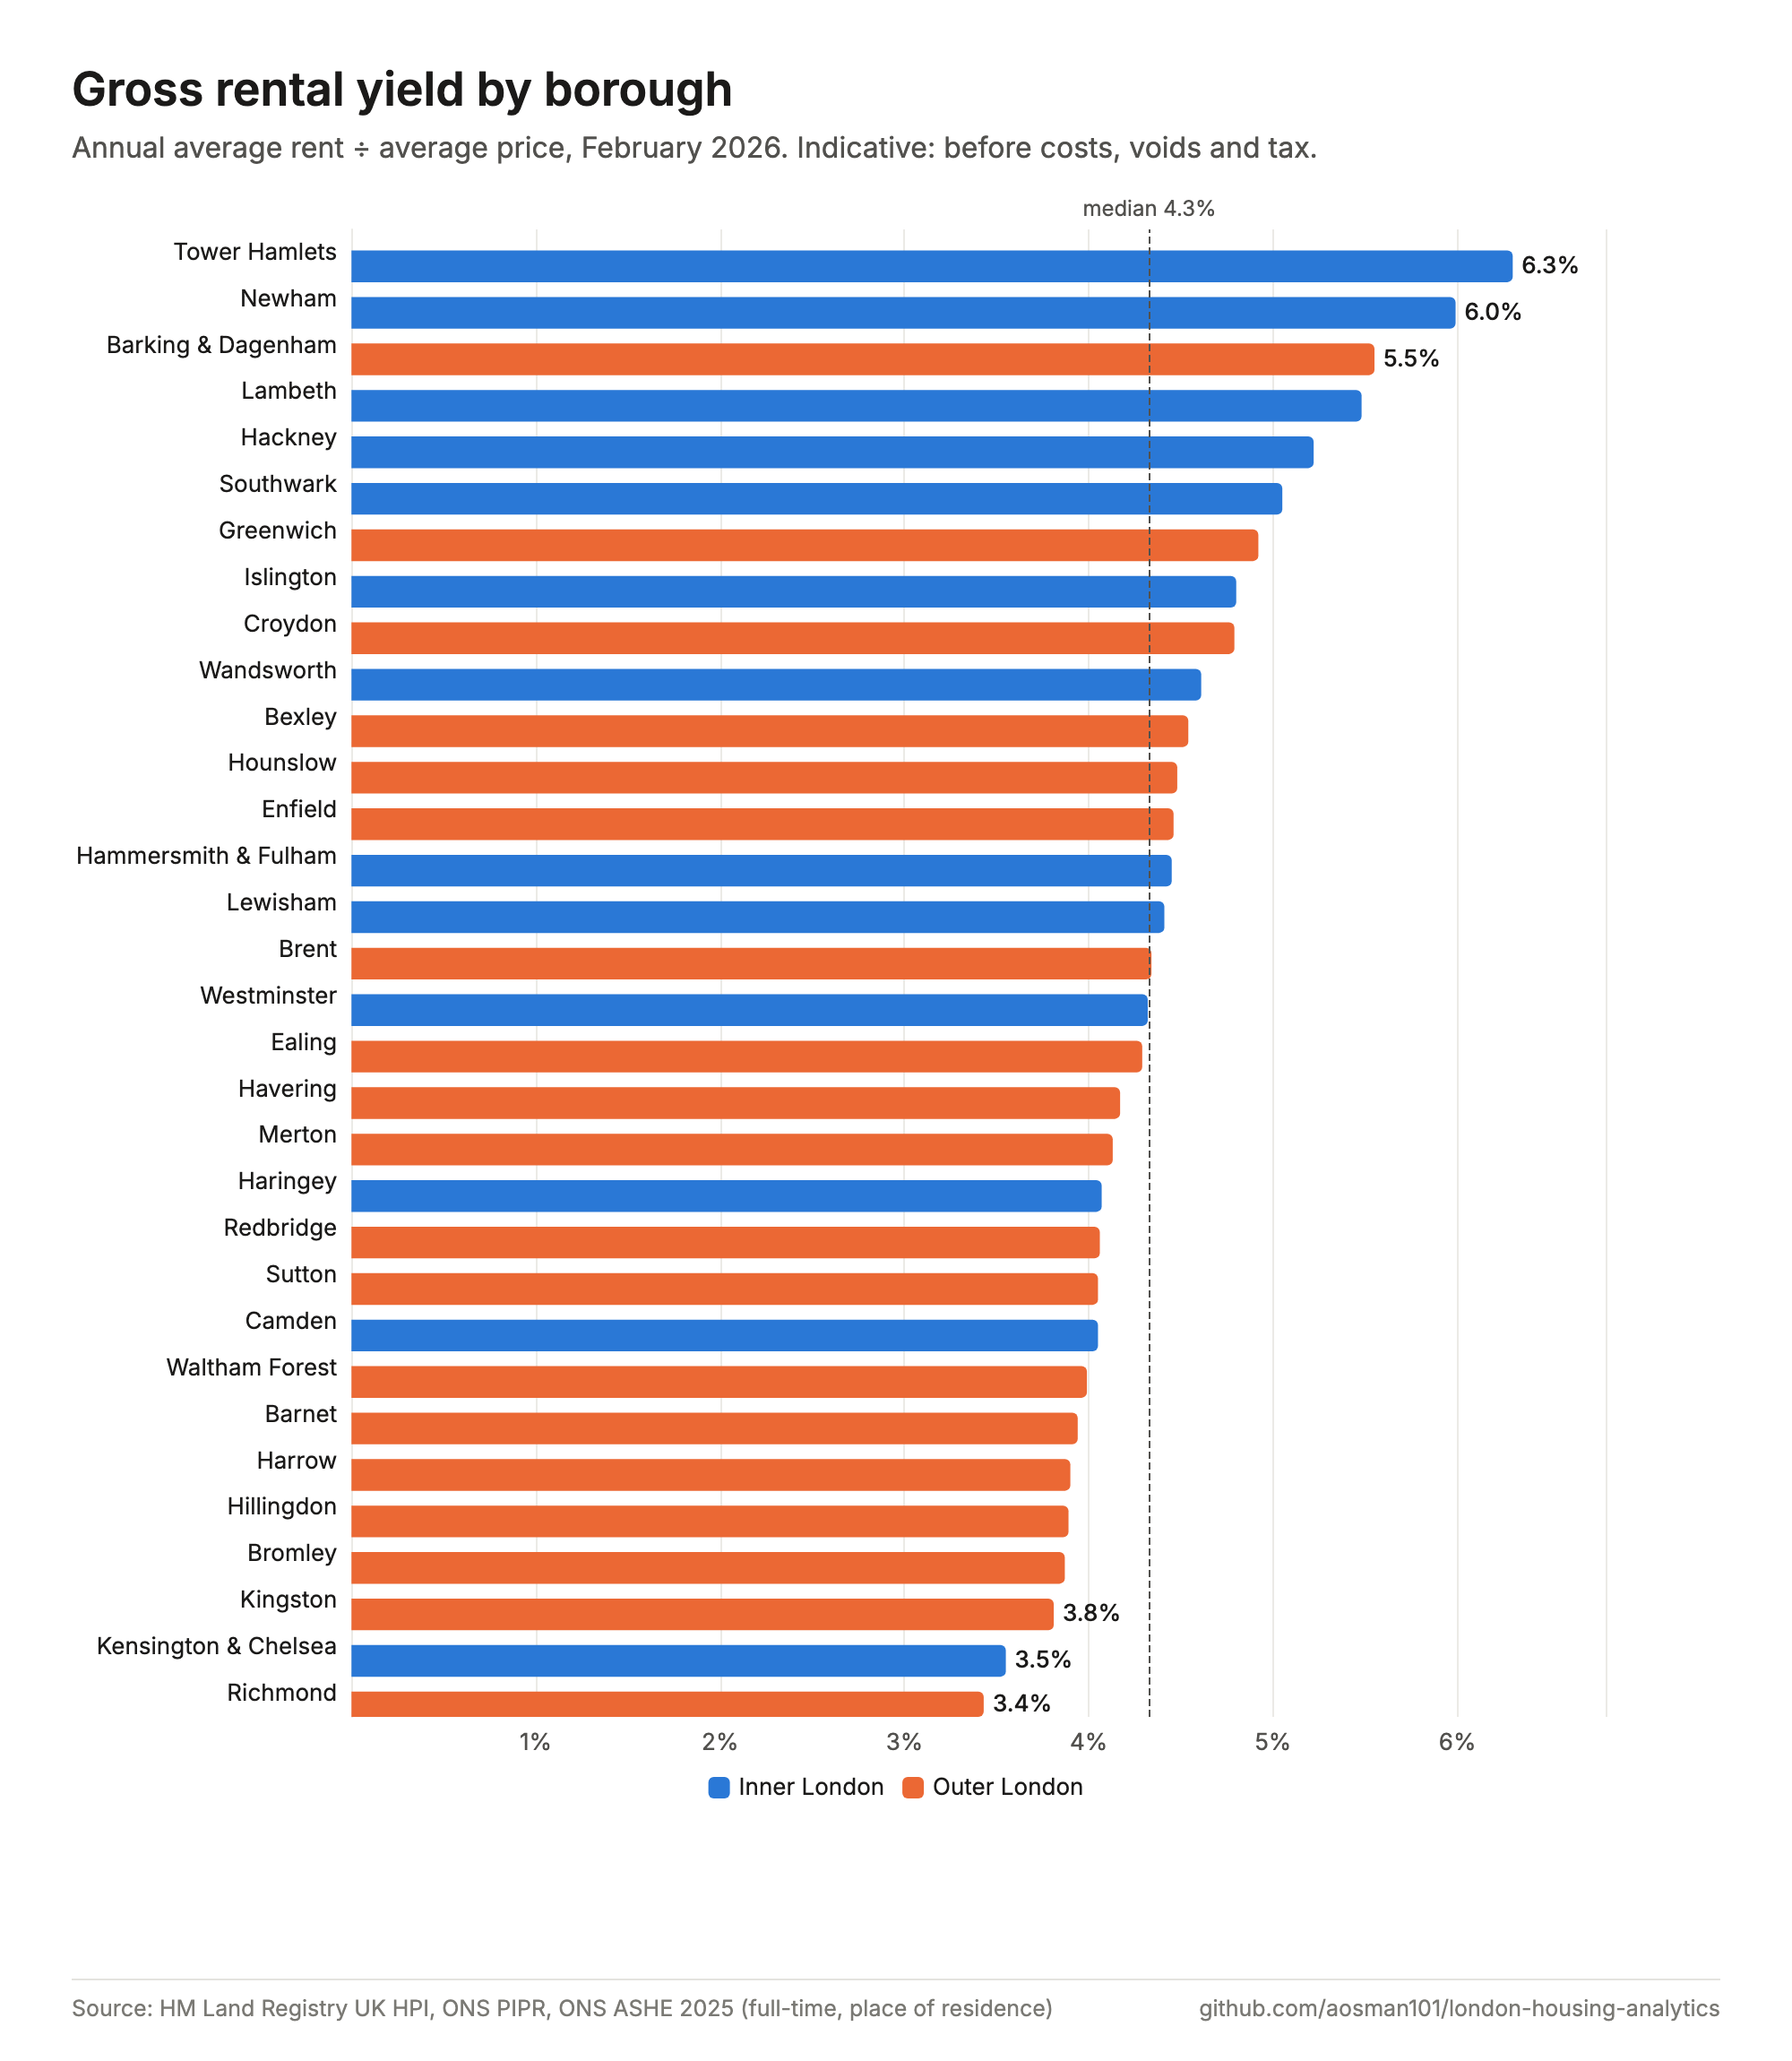 Gross rental yield by borough
Annual average rent ÷ average price, February 2026. Indicative: before costs, voids and tax.
median 4.3%
Tower Hamlets 6.3%
Newham 6.0%
Barking & Dagenham 5.5%
Lambeth
Hackney
Southwark
Greenwich
Islington
Croydon
Wandsworth
Bexley
Hounslow
Enfield
Hammersmith & Fulham
Lewisham
Brent
Westminster
Ealing
Havering
Merton
Haringey
Redbridge
Sutton
Camden
Waltham Forest
Barnet
Harrow
Hillingdon
Bromley
Kingston 3.8%
Kensington & Chelsea 3.5%
Richmond 3.4%
1% 2% 3% 4% 5% 6%
Inner London Outer London
Source: HM Land Registry UK HPI, ONS PIPR, ONS ASHE 2025 (full-time, place of residence) github.com/aosman101/london-housing-analytics